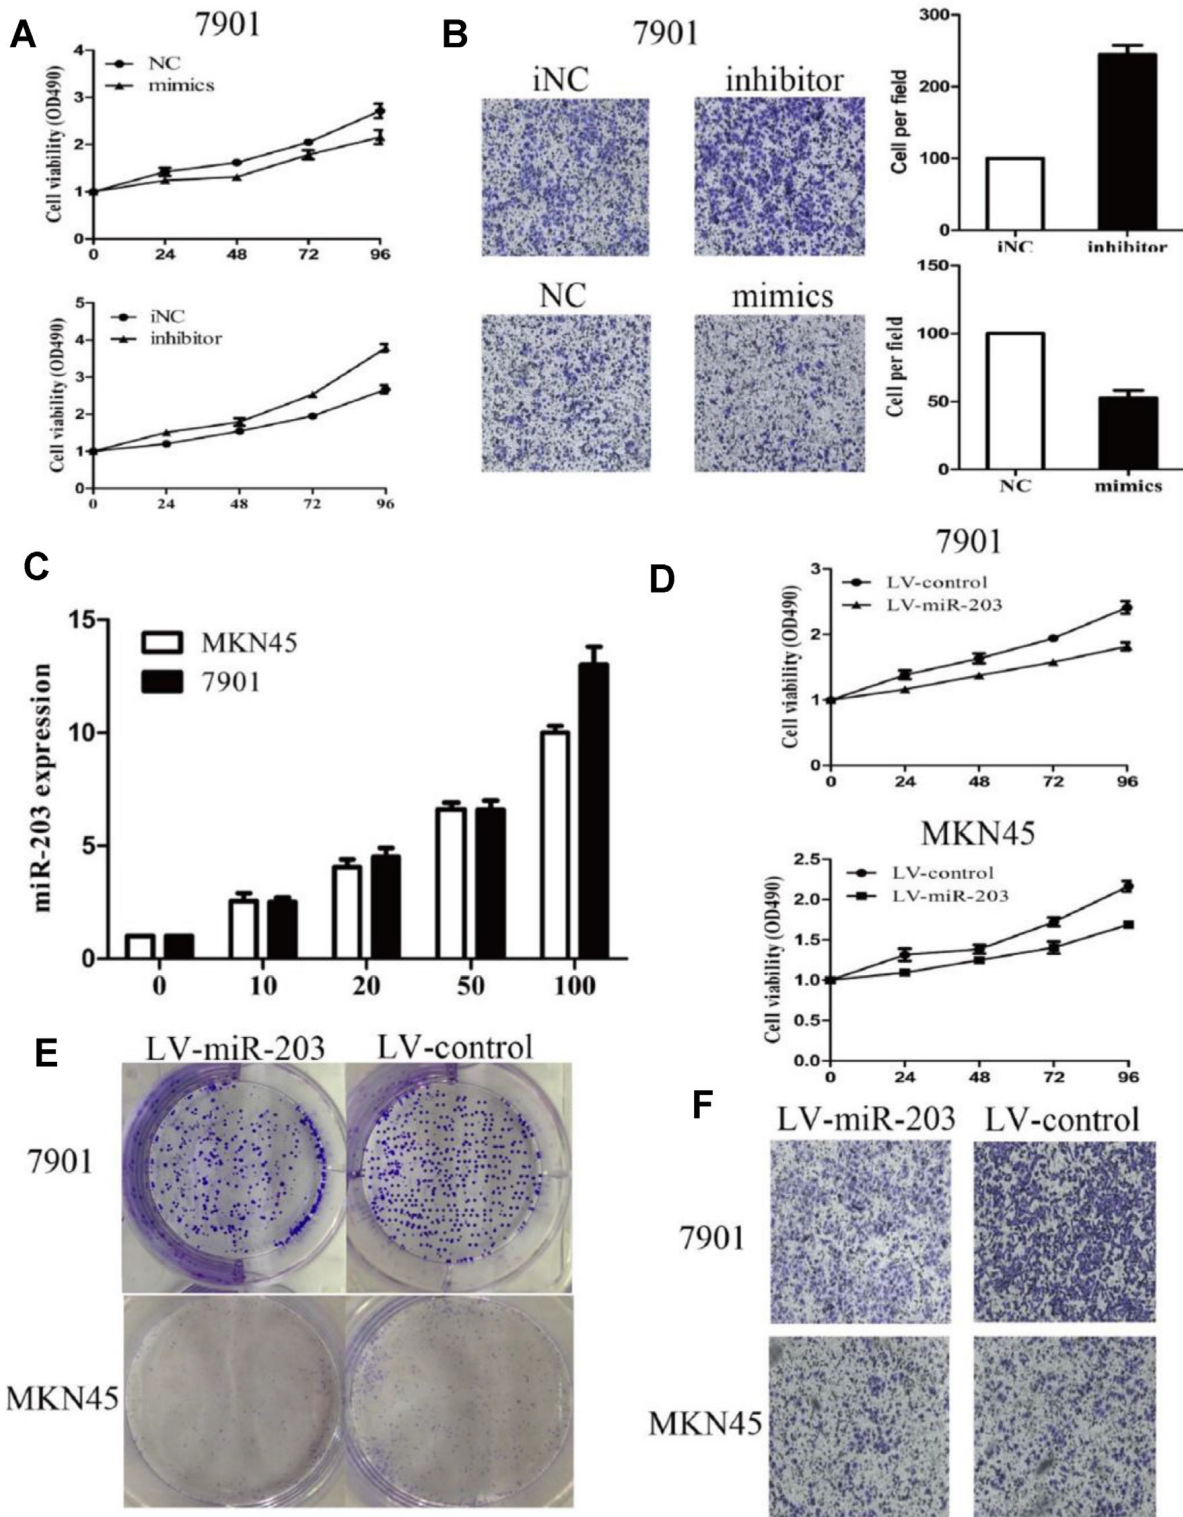 A
7901
4
3
2
1
0
Cell viability (OD490)
NC
mimics
0 24 48 72 96
5
4
3
2
1
0
Cell viability (OD490)
iNC
inhibitor
0 24 48 72 96
B
7901
iNC inhibitor
NC mimics
300
200
100
0
Cell per field
iNC inhibitor
150
100
50
0
Cell per field
NC mimics
C
15
10
5
0
miR-203 expression
MKN45
7901
0 10 20 50 100
D
7901
3
2
1
0
Cell viability (OD490)
LV-control
LV-miR-203
0 24 48 72 96
MKN45
2.5
2.0
1.5
1.0
0.5
0.0
Cell viability (OD490)
LV-control
LV-miR-203
0 24 48 72 96
E
LV-miR-203 LV-control
7901
MKN45
F
LV-miR-203 LV-control
7901
MKN45